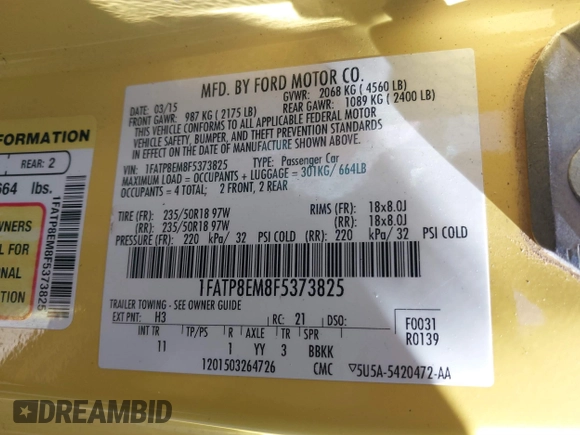 MFD. BY FORD MOTOR CO.
03/15
GVWR: 2068 KG ( 4560 LB)
FRONT GAWR: 987 KG ( 2175 LB)
REAR GAWR: 1089 KG ( 2400 LB)
THIS VEHICLE CONFORMS TO ALL APPLICABLE FEDERAL MOTOR
VEHICLE SAFETY, BUMPER, AND THEFT PREVENTION STANDARDS
IN EFFECT ON THE DATE OF MANUFACTURE SHOWN ABOVE.
VIN: 1FATP8EM8F5373825 TYPE: Passenger Car
MAXIMUM LOAD = OCCUPANTS + LUGGAGE = 301KG/ 664LB
OCCUPANTS = 4 TOTAL; 2 FRONT, 2 REAR
TIRE (FR): 235/50R18 97W RIMS (FR): 18x8.0J
(RR): 235/50R18 97W (RR): 18x8.0J
PRESSURE (FR): 220 kPa/ 32 PSI COLD (RR): 220 kPa/ 32 PSI COLD
1FATP8EM8F5373825
TRAILER TOWING - SEE OWNER GUIDE
EXT PNT: H3 RC: 21 DSO:
F0031
R0139
INT TR TP/PS R AXLE TR SPR
11 1 YY 3 BBKK
1201503264726 CMC 5U5A-5420472-AA
FORMATION
REAR: 2
664 lbs.
1FATP8EM8F5373825
WNERS
L FOR
ONAL
TION
DREAMBID